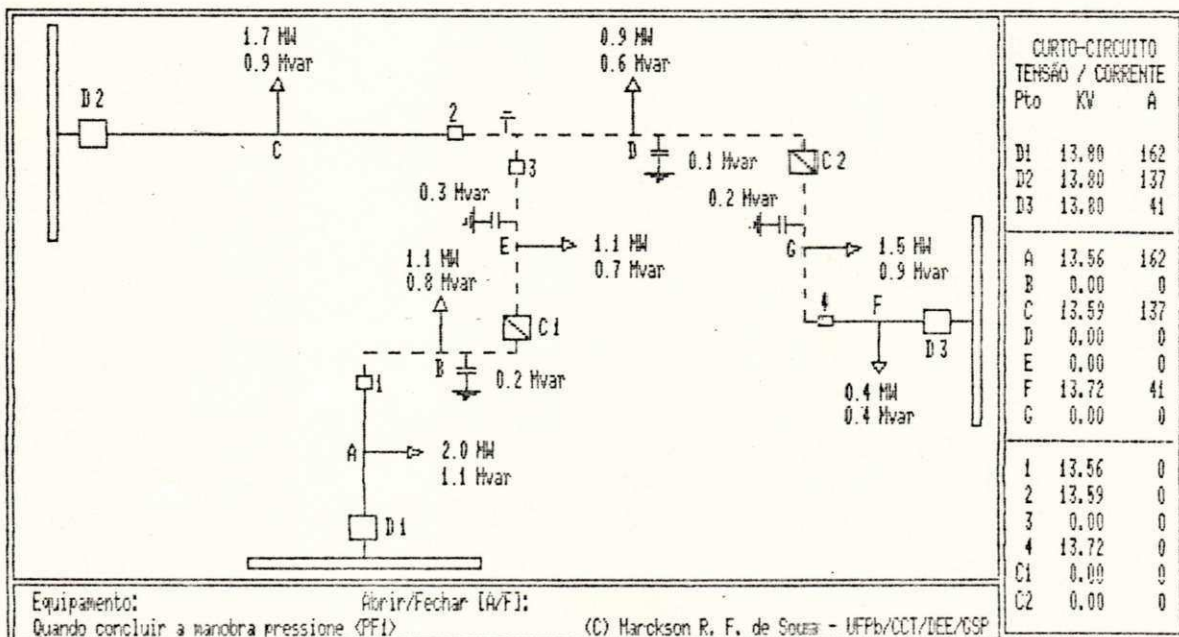 1.7 MW
0.9 Mvar
0.9 MW
0.6 Mvar
D2
2
C
D
0.1 Mvar
C2
3
0.3 Mvar
0.2 Mvar
E
1.1 MW
0.7 Mvar
G
1.5 MW
0.9 Mvar
1.1 MW
0.8 Mvar
C1
4
F
D3
B
0.2 Mvar
1
0.4 MW
0.4 Mvar
A
2.0 MW
1.1 Mvar
D1
CURTO-CIRCUITO
TENSÃO / CORRENTE
Pto KV A
D1 13.80 162
D2 13.80 137
D3 13.80 41
A 13.56 162
B 0.00 0
C 13.59 137
D 0.00 0
E 0.00 0
F 13.72 41
G 0.00 0
1 13.56 0
2 13.59 0
3 0.00 0
4 13.72 0
C1 0.00 0
C2 0.00 0
Equipamento: Abrir/Fechar [A/F]:
Quando concluir a manobra pressione <PF1> (C) Marckson R. F. de Sousa - UFPb/CCT/DEE/GSP